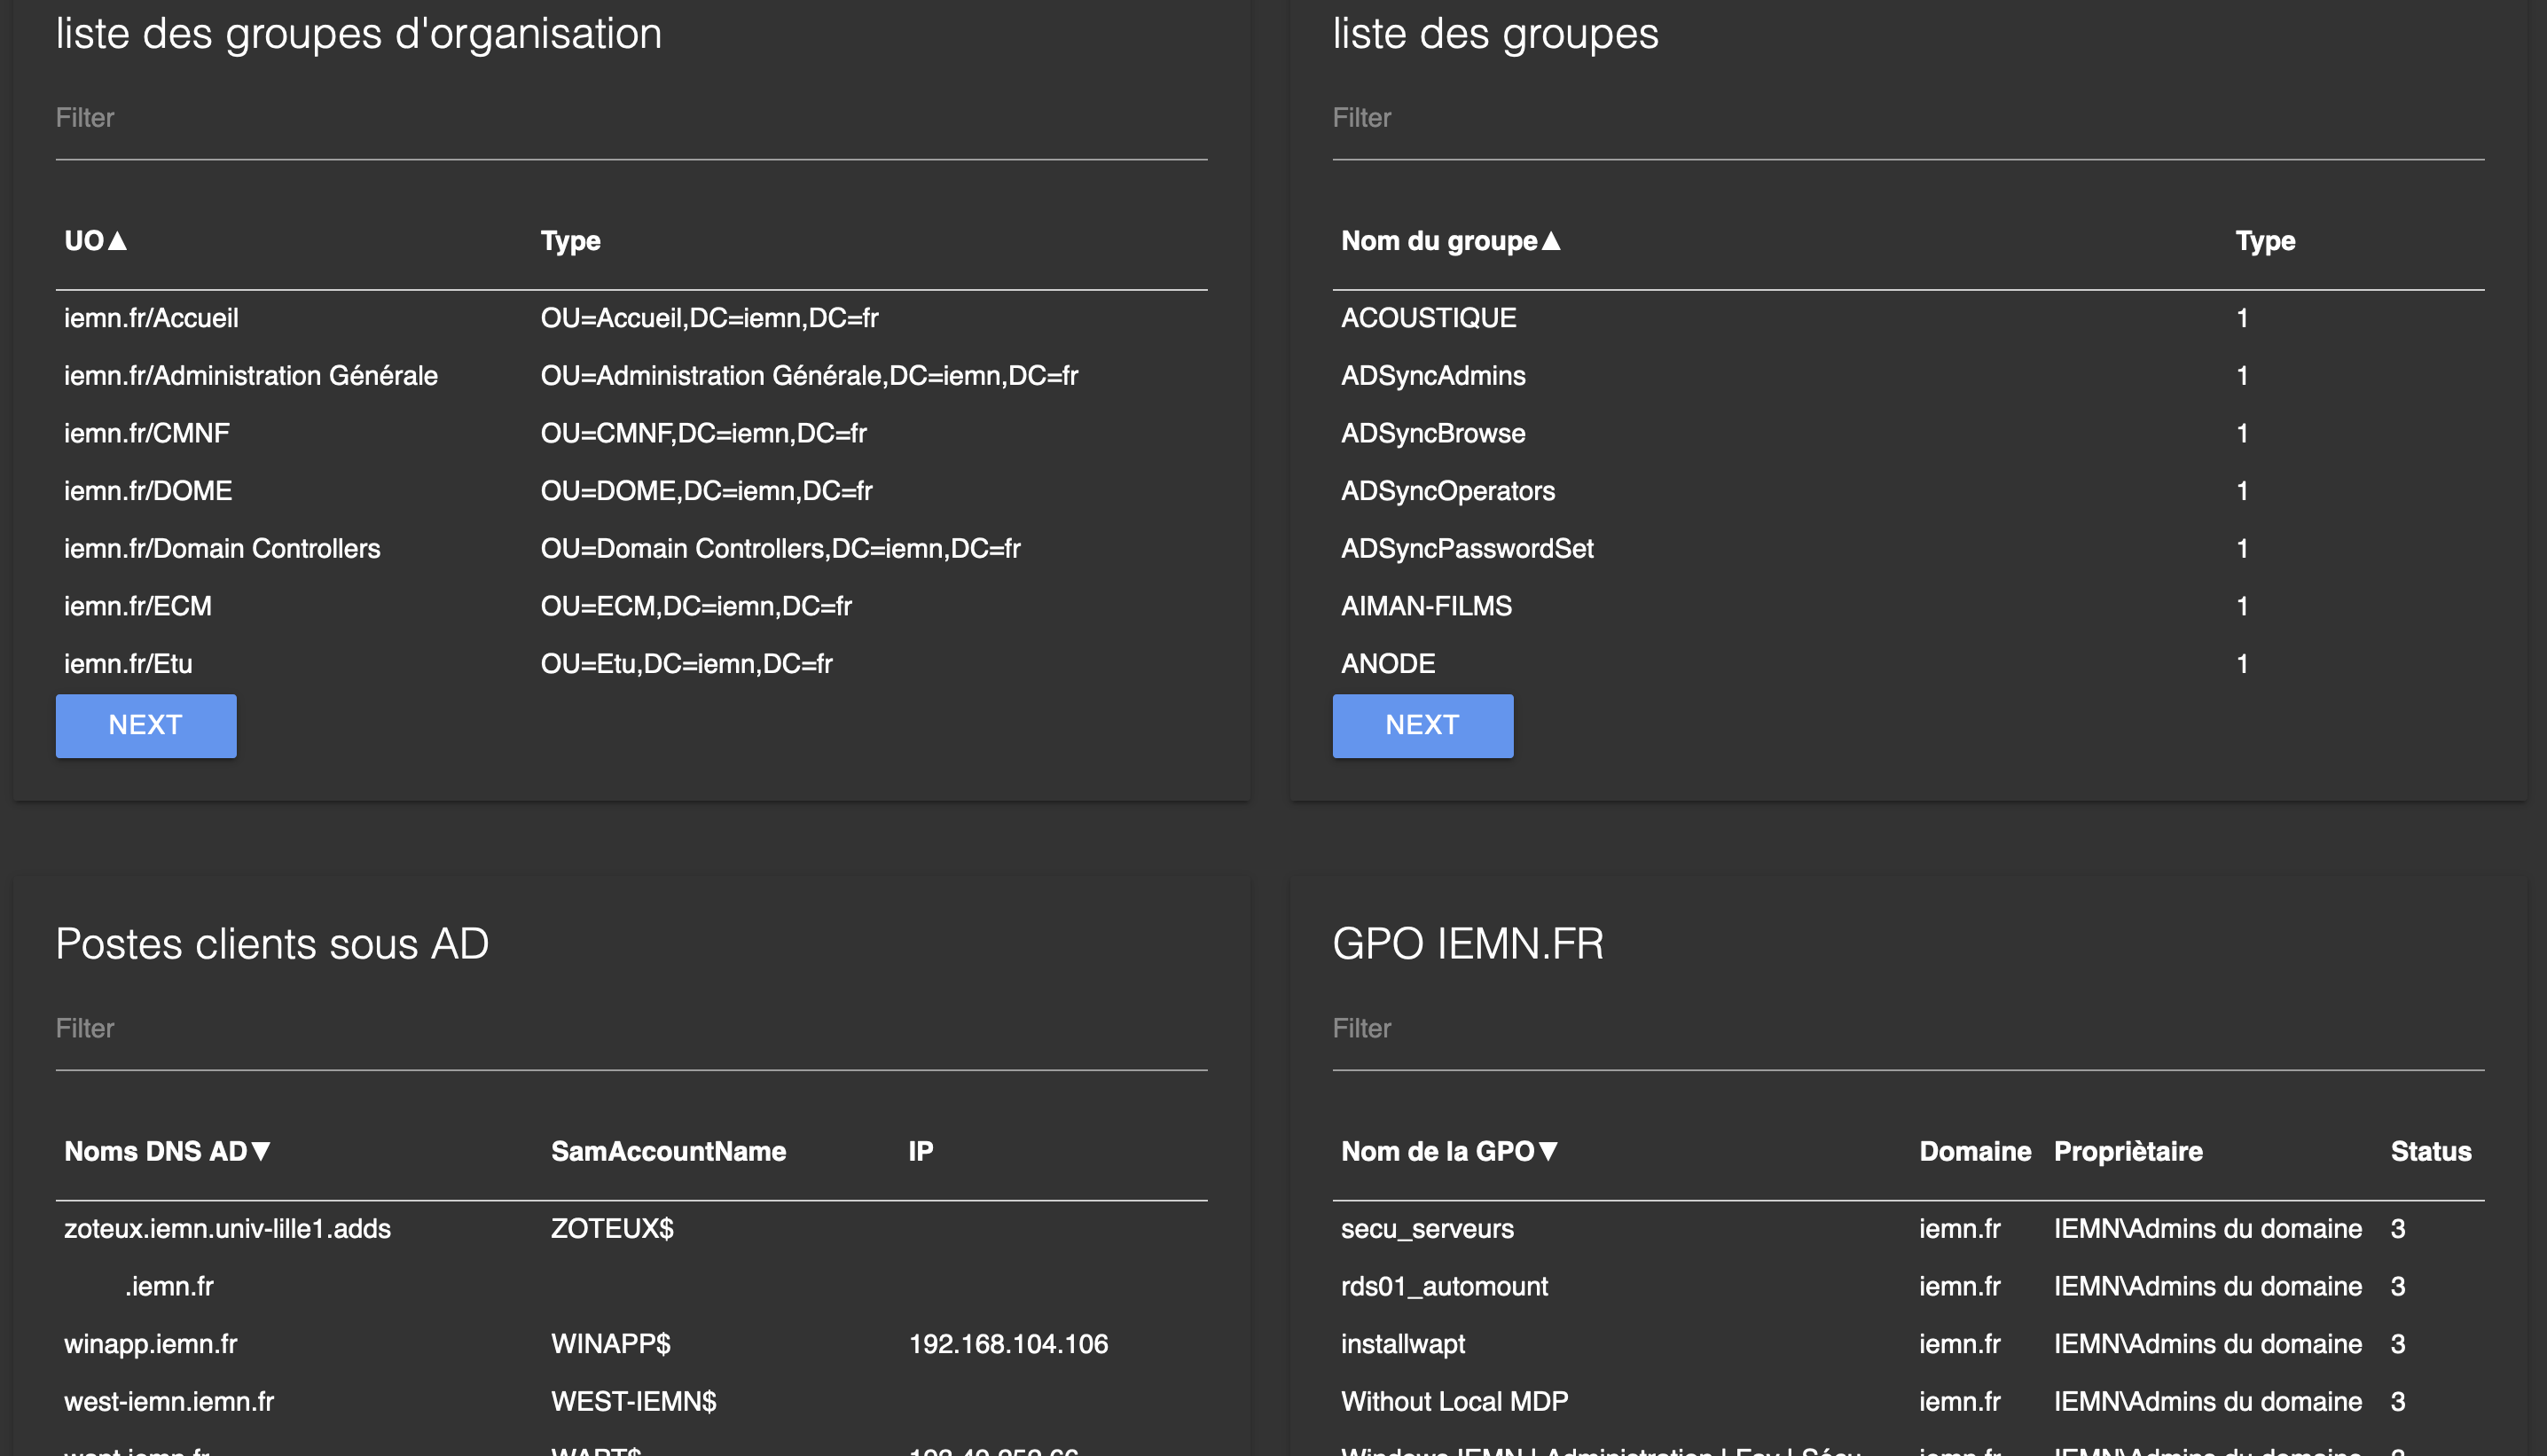 liste des groupes d'organisation
Filter
UO▲ Type
iemn.fr/Accueil OU=Accueil,DC=iemn,DC=fr
iemn.fr/Administration Générale OU=Administration Générale,DC=iemn,DC=fr
iemn.fr/CMNF OU=CMNF,DC=iemn,DC=fr
iemn.fr/DOME OU=DOME,DC=iemn,DC=fr
iemn.fr/Domain Controllers OU=Domain Controllers,DC=iemn,DC=fr
iemn.fr/ECM OU=ECM,DC=iemn,DC=fr
iemn.fr/Etu OU=Etu,DC=iemn,DC=fr
NEXT
liste des groupes
Filter
Nom du groupe▲ Type
ACOUSTIQUE 1
ADSyncAdmins 1
ADSyncBrowse 1
ADSyncOperators 1
ADSyncPasswordSet 1
AIMAN-FILMS 1
ANODE 1
NEXT
Postes clients sous AD
Filter
Noms DNS AD▼ SamAccountName IP
zoteux.iemn.univ-lille1.adds ZOTEUX$
.iemn.fr
winapp.iemn.fr WINAPP$ 192.168.104.106
west-iemn.iemn.fr WEST-IEMN$
GPO IEMN.FR
Filter
Nom de la GPO▼ Domaine Propriètaire Status
secu_serveurs iemn.fr IEMN\Admins du domaine 3
rds01_automount iemn.fr IEMN\Admins du domaine 3
installwapt iemn.fr IEMN\Admins du domaine 3
Without Local MDP iemn.fr IEMN\Admins du domaine 3